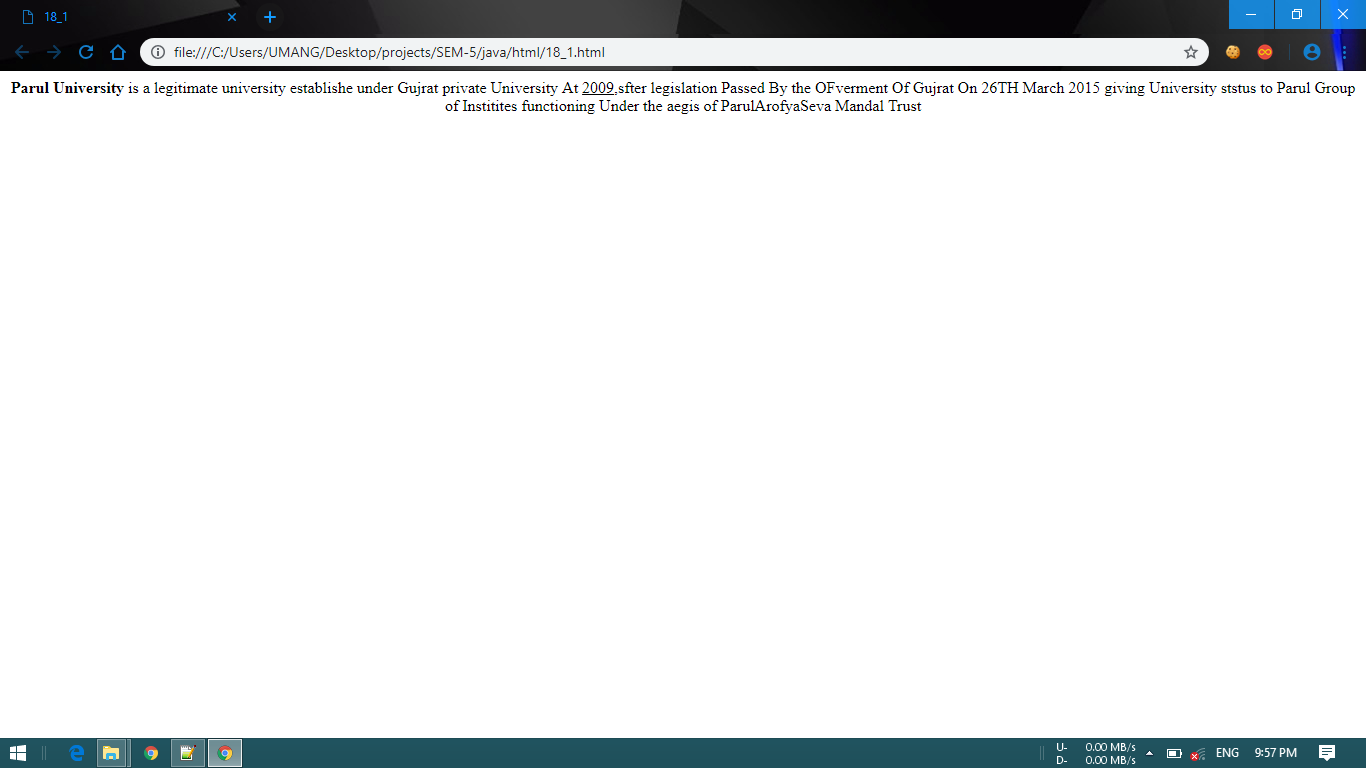 18_1
file:///C:/Users/UMANG/Desktop/projects/SEM-5/java/html/18_1.html
Parul University is a legitimate university establishe under Gujrat private University At 2009,sfter legislation Passed By the OFverment Of Gujrat On 26TH March 2015 giving University ststus to Parul Group
of Institites functioning Under the aegis of ParulArofyaSeva Mandal Trust
U- 0.00 MB/s
D- 0.00 MB/s
ENG
9:57 PM